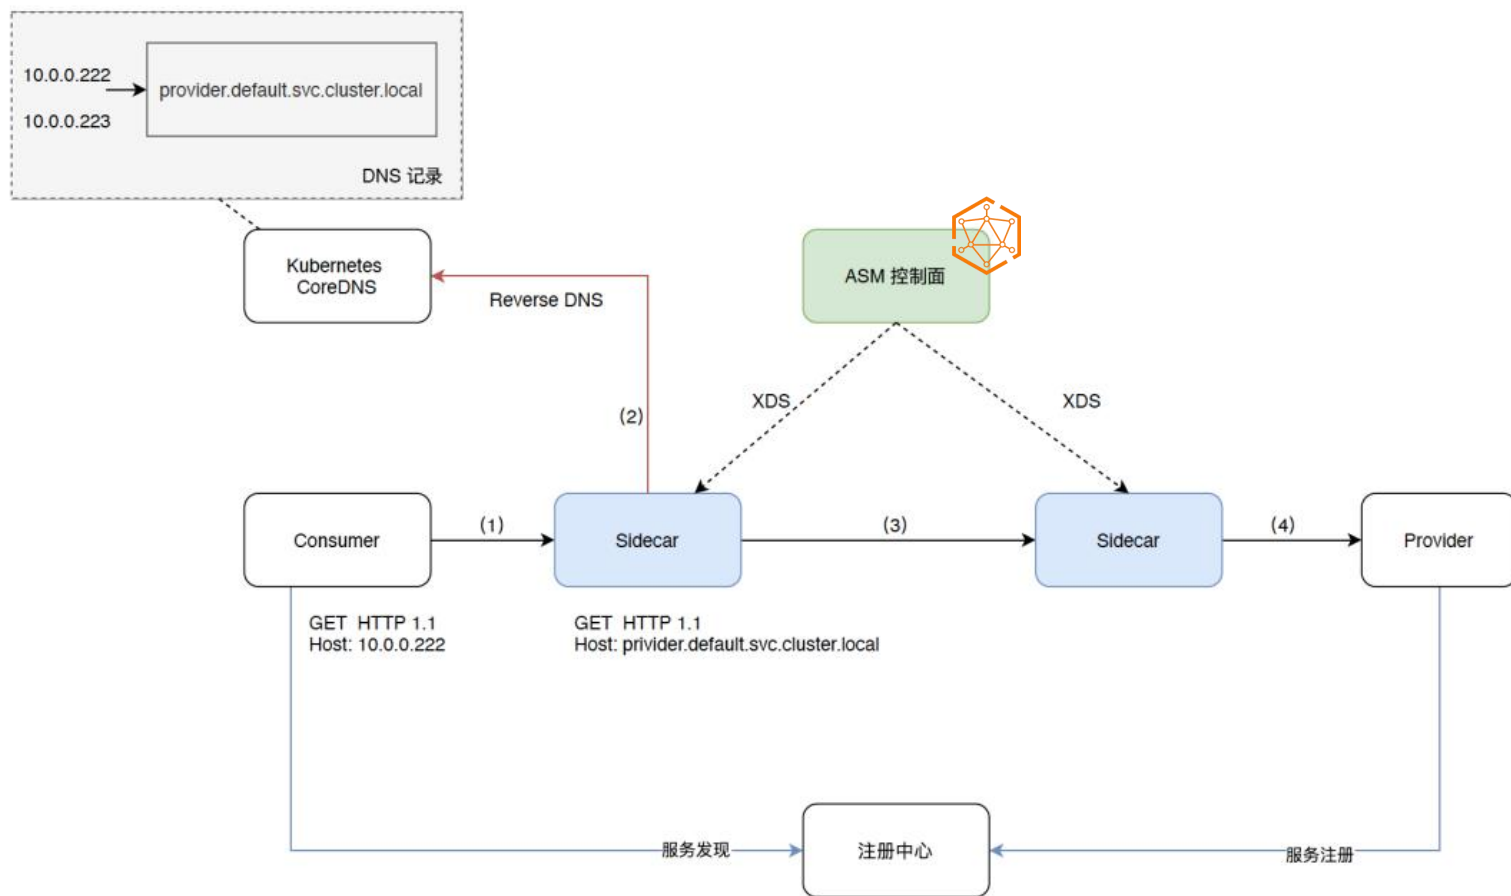 10.0.0.222
provider.default.svc.cluster.local
10.0.0.223
DNS 记录
Kubernetes
CoreDNS
Reverse DNS
ASM 控制面
(2)
XDS
XDS
Consumer
(1)
Sidecar
(3)
Sidecar
(4)
Provider
GET HTTP 1.1
Host: 10.0.0.222
GET HTTP 1.1
Host: privider.default.svc.cluster.local
服务发现
注册中心
服务注册